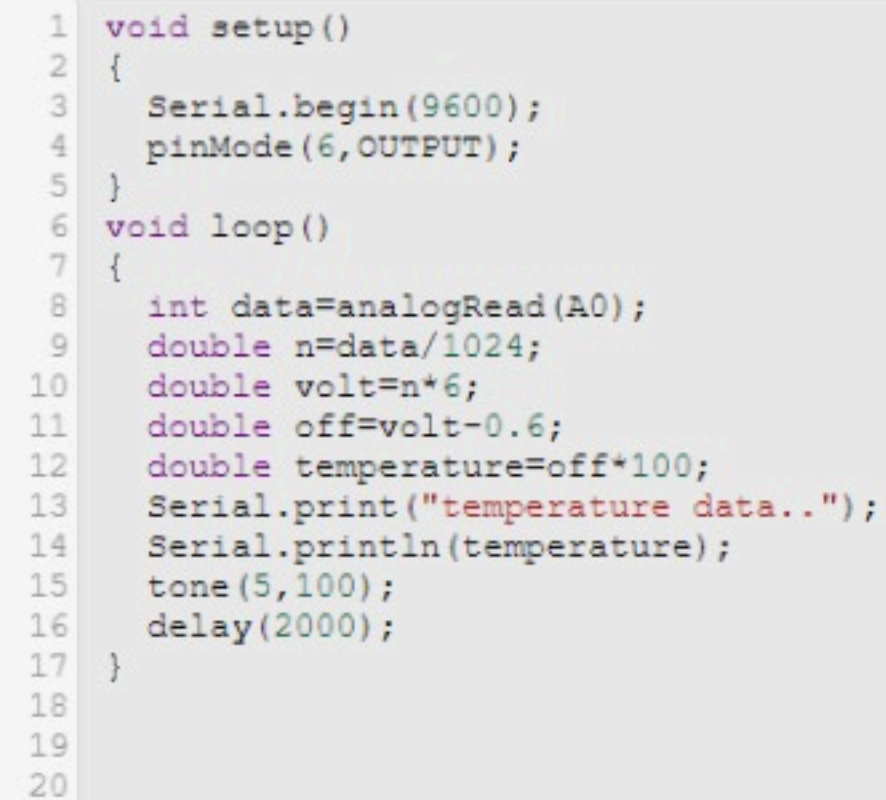 1 void setup()
2 {
3 Serial.begin(9600);
4 pinMode(6,OUTPUT);
5 }
6 void loop()
7 {
8 int data=analogRead(A0);
9 double n=data/1024;
10 double volt=n*6;
11 double off=volt-0.6;
12 double temperature=off*100;
13 Serial.print("temperature data..");
14 Serial.println(temperature);
15 tone(5,100);
16 delay(2000);
17 }
18
19
20